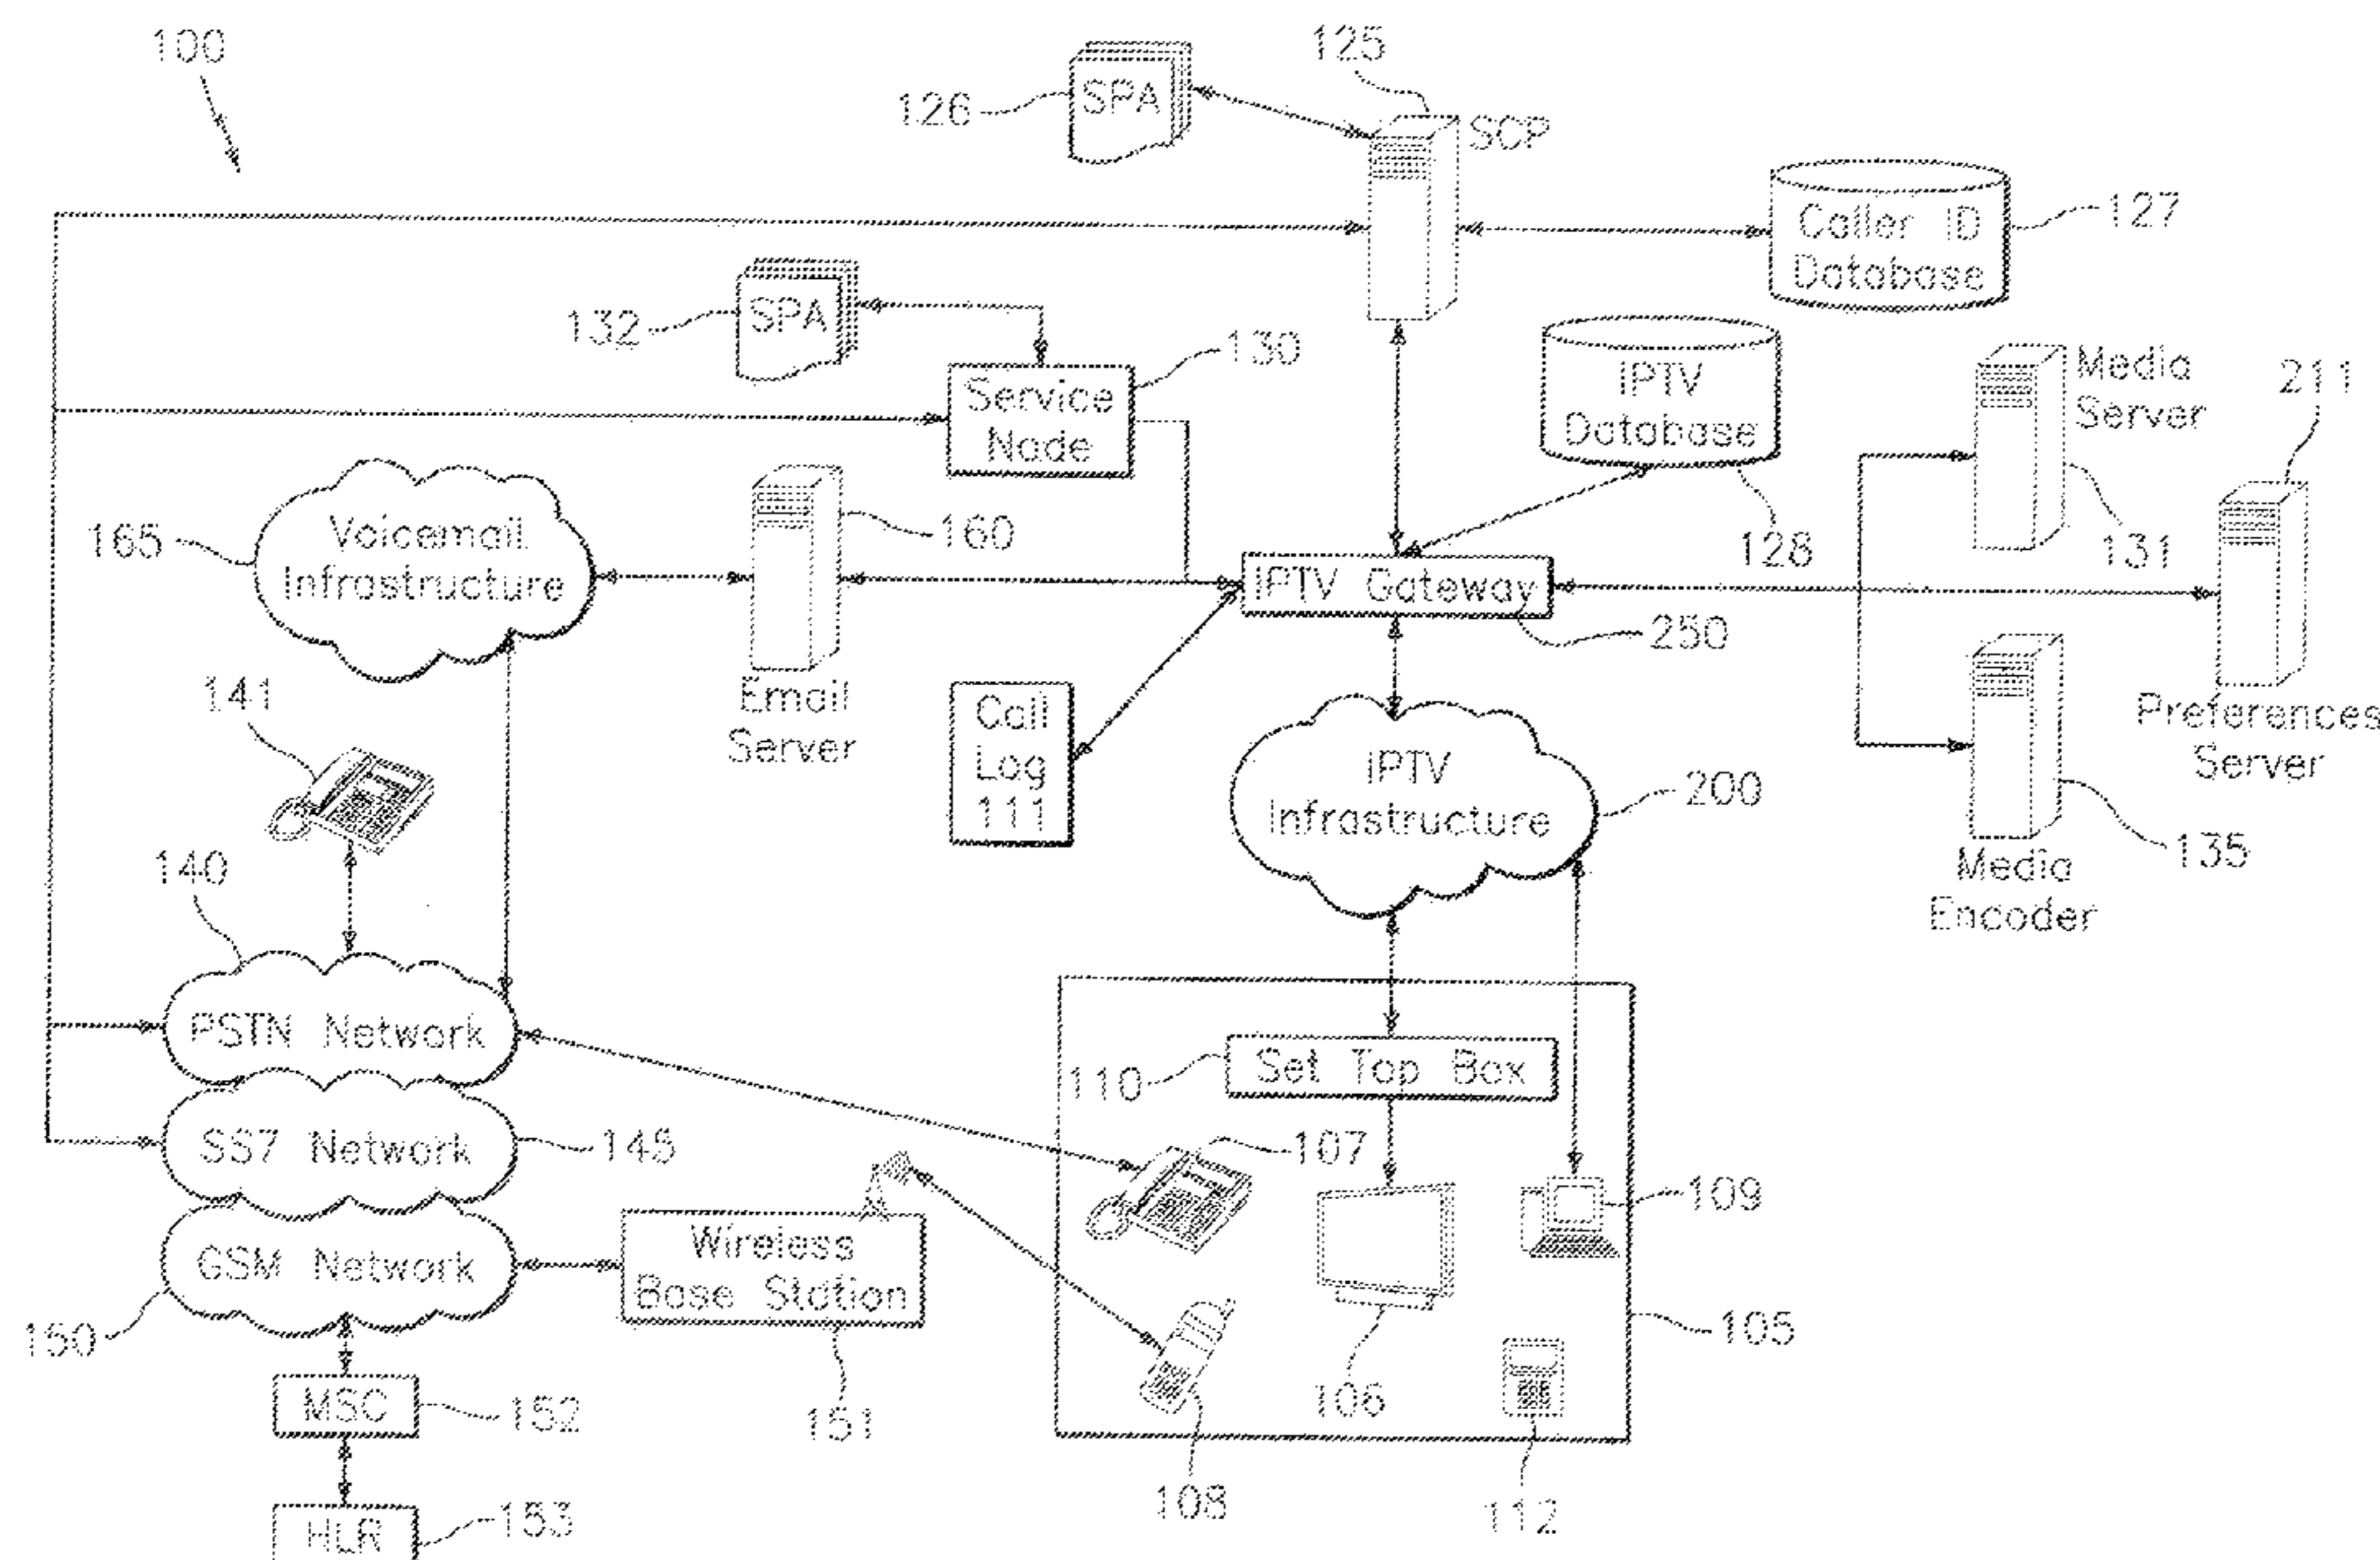 100
125
126
SPA
SCP
Caller ID
Database
127
132
SPA
130
Service
Node
IPTV
Database
128
Media
Server
131
211
165
Voicemail
Infrastructure
160
Email
Server
IPTV Gateway
250
Preferences
Server
141
Call
Log
111
IPTV
Infrastructure
200
135
Media
Encoder
140
PSTN Network
SS7 Network
145
GSM Network
150
Wireless
Base Station
151
110
Set Top Box
107
109
105
106
108
112
MSC
152
HLR
153